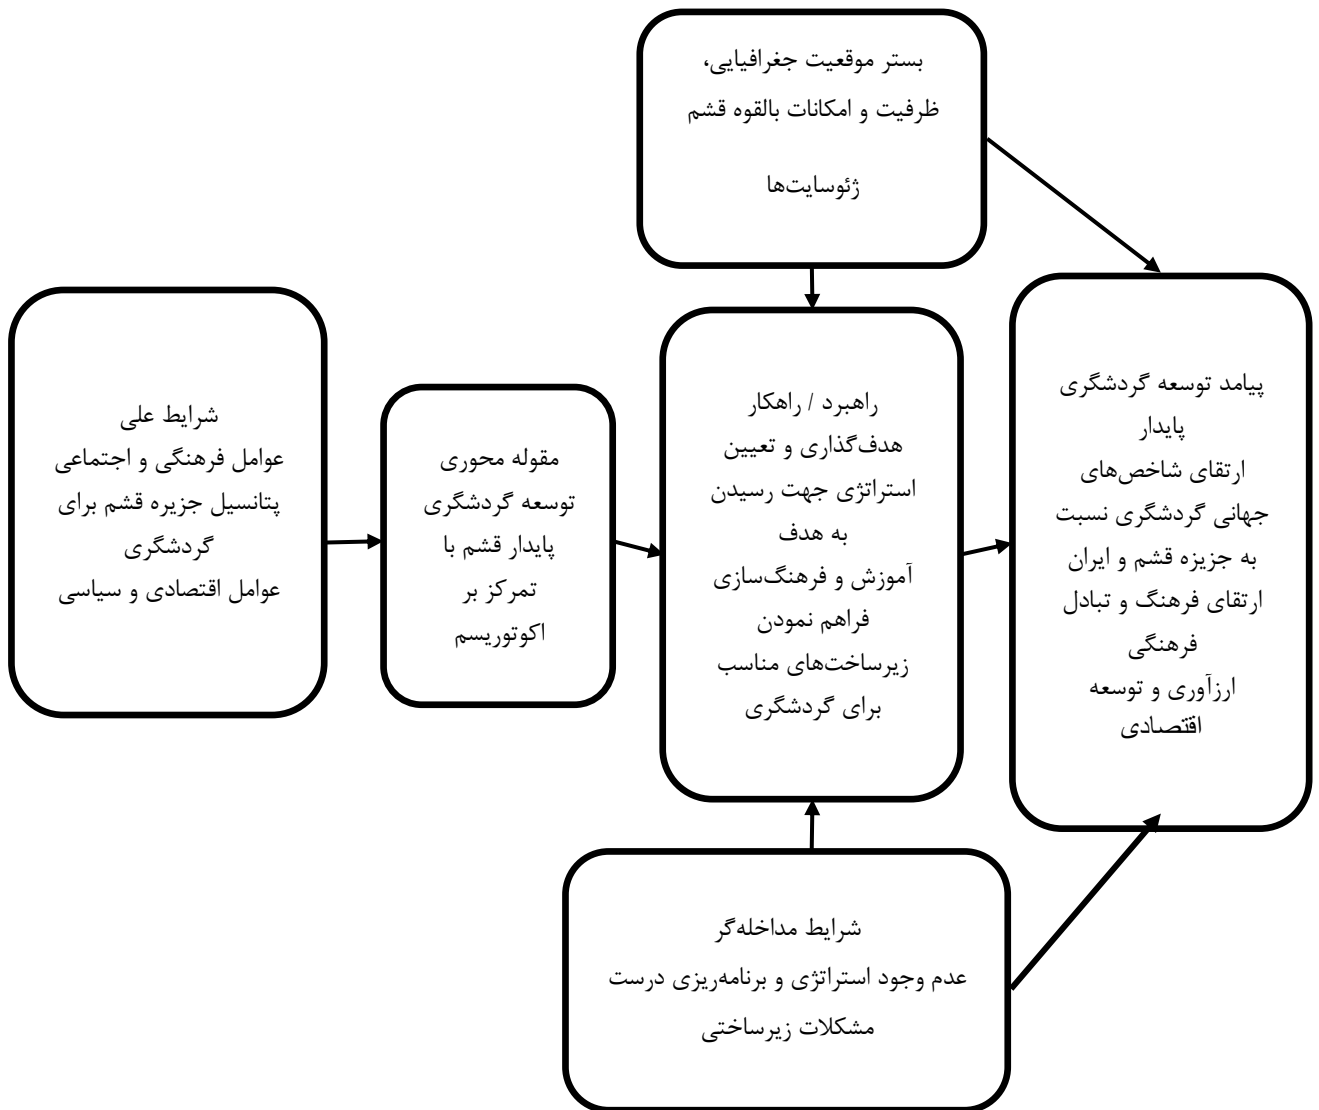 بستر موقعیت جغرافیایی،
ظرفیت و امکانات بالقوه قشم
ژئوسایت‌ها
شرایط علی
عوامل فرهنگی و اجتماعی
پتانسیل جزیره قشم برای
گردشگری
عوامل اقتصادی و سیاسی
مقوله محوری
توسعه گردشگری
پایدار قشم با
تمرکز بر
اکوتوریسم
راهبرد / راهکار
هدف‌گذاری و تعیین
استراتژی جهت رسیدن
به هدف
آموزش و فرهنگ‌سازی
فراهم نمودن
زیرساخت‌های مناسب
برای گردشگری
پیامد توسعه گردشگری
پایدار
ارتقای شاخص‌های
جهانی گردشگری نسبت
به جزیزه قشم و ایران
ارتقای فرهنگ و تبادل
فرهنگی
ارزآوری و توسعه
اقتصادی
شرایط مداخله‌گر
عدم وجود استراتژی و برنامه‌ریزی درست
مشکلات زیرساختی